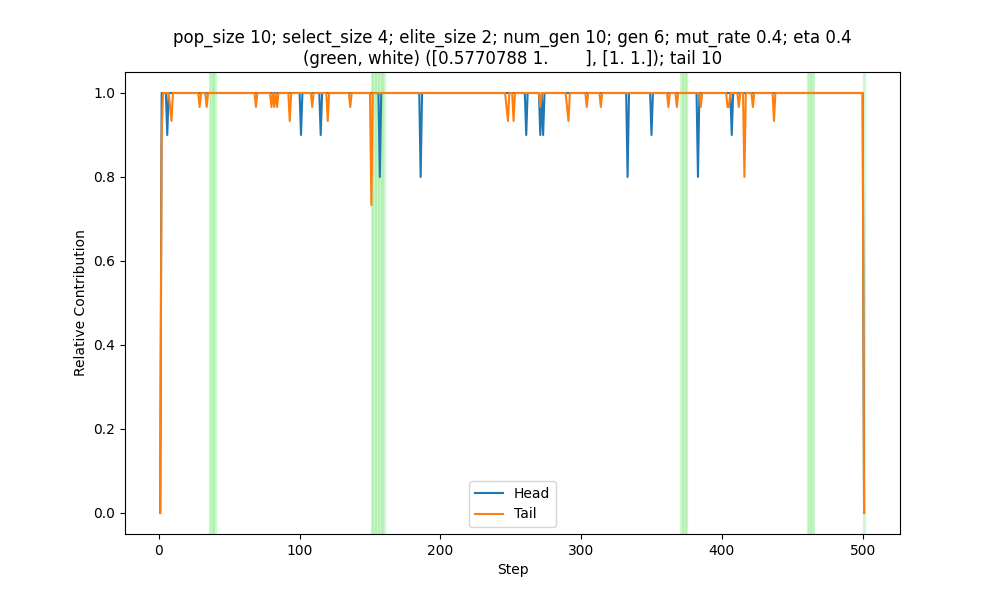 pop_size 10; select_size 4; elite_size 2; num_gen 10; gen 6; mut_rate 0.4; eta 0.4
(green, white) ([0.5770788 1.       ], [1. 1.]); tail 10
Relative Contribution
1.0
0.8
0.6
0.4
0.2
0.0
Head
Tail
0 100 200 300 400 500
Step